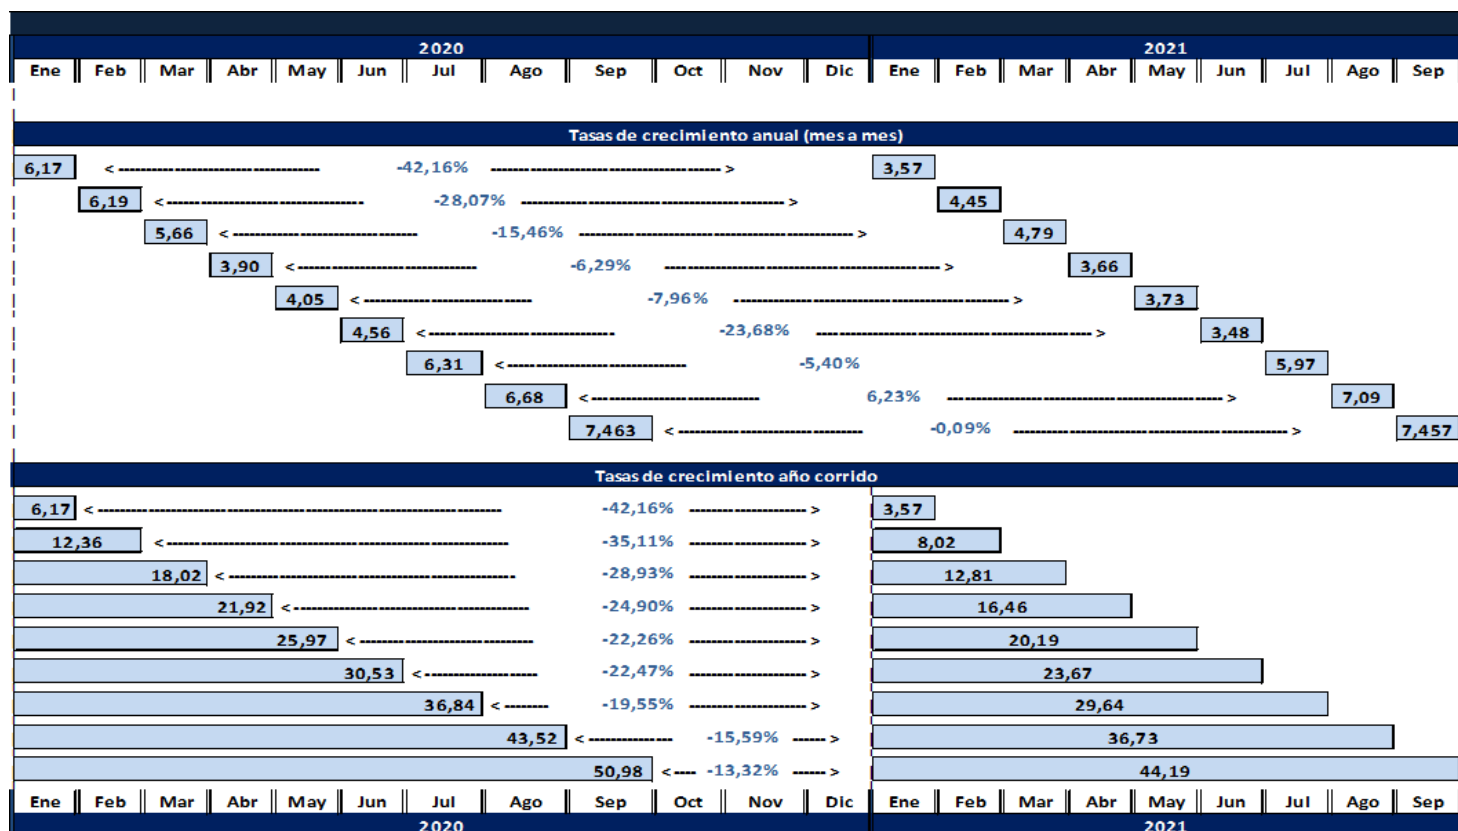 2020 2021
Ene Feb Mar Abr May Jun Jul Ago Sep Oct Nov Dic Ene Feb Mar Abr May Jun Jul Ago Sep
Tasas de crecimiento anual (mes a mes)
6,17 < ------------------------------------ -42,16% ----------------------------------------- > 3,57
6,19 < ----------------------------------- -28,07% ----------------------------------------------- > 4,45
5,66 < --------------------------------- -15,46% ------------------------------------------------- > 4,79
3,90 < -------------------------------- -6,29% ------------------------------------------------- > 3,66
4,05 < ------------------------------ -7,96% ------------------------------------------------- > 3,73
4,56 < --------------------------------- -23,68% ------------------------------------------------- > 3,48
6,31 < -------------------------------- -5,40% 5,97
6,68 < ------------------------------ 6,23% ------------------------------------------------- > 7,09
7,463 < --------------------------------- -0,09% ------------------------------------------------- > 7,457
Tasas de crecimiento año corrido
6,17 < ------------------------------------------------------------------------ -42,16% --------------------- > 3,57
12,36 < ------------------------------------------------------------- -35,11% --------------------- > 8,02
18,02 < --------------------------------------------------- -28,93% --------------------- > 12,81
21,92 < ------------------------------------------ -24,90% --------------------- > 16,46
25,97 < ------------------------------- -22,26% --------------------- > 20,19
30,53 < -------------------- -22,47% --------------------- > 23,67
36,84 < -------- -19,55% --------------------- > 29,64
43,52 < --------------- -15,59% ------ > 36,73
50,98 < ---- -13,32% ------ > 44,19
Ene Feb Mar Abr May Jun Jul Ago Sep Oct Nov Dic Ene Feb Mar Abr May Jun Jul Ago Sep
2020 2021